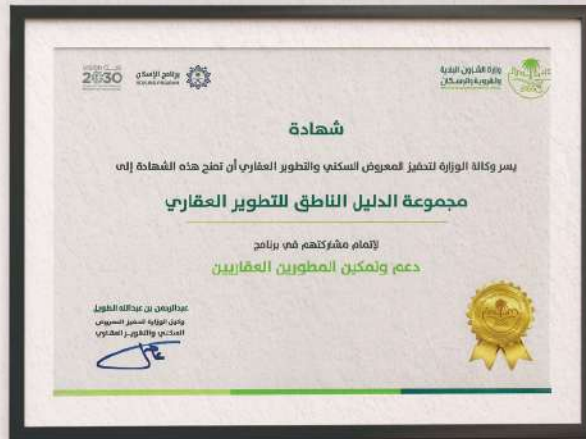 2030
برنامج الإسكان
HOUSING PROGRAM
وزارة الشؤون البلدية
والقروية والإسكان
شهادة
يسر وكالة الوزارة لتحفيز المعروض السكني والتطوير العقاري أن تمنح هذه الشهادة إلى
مجموعة الدليل الناطق للتطوير العقاري
لإتمام مشاركتهم في برنامج
دعم وتمكين المطورين العقاريين
عبدالرحمن بن عبدالله الطويل
وكيل الوزارة لتحفيز المعروض
السكني والتطوير العقاري